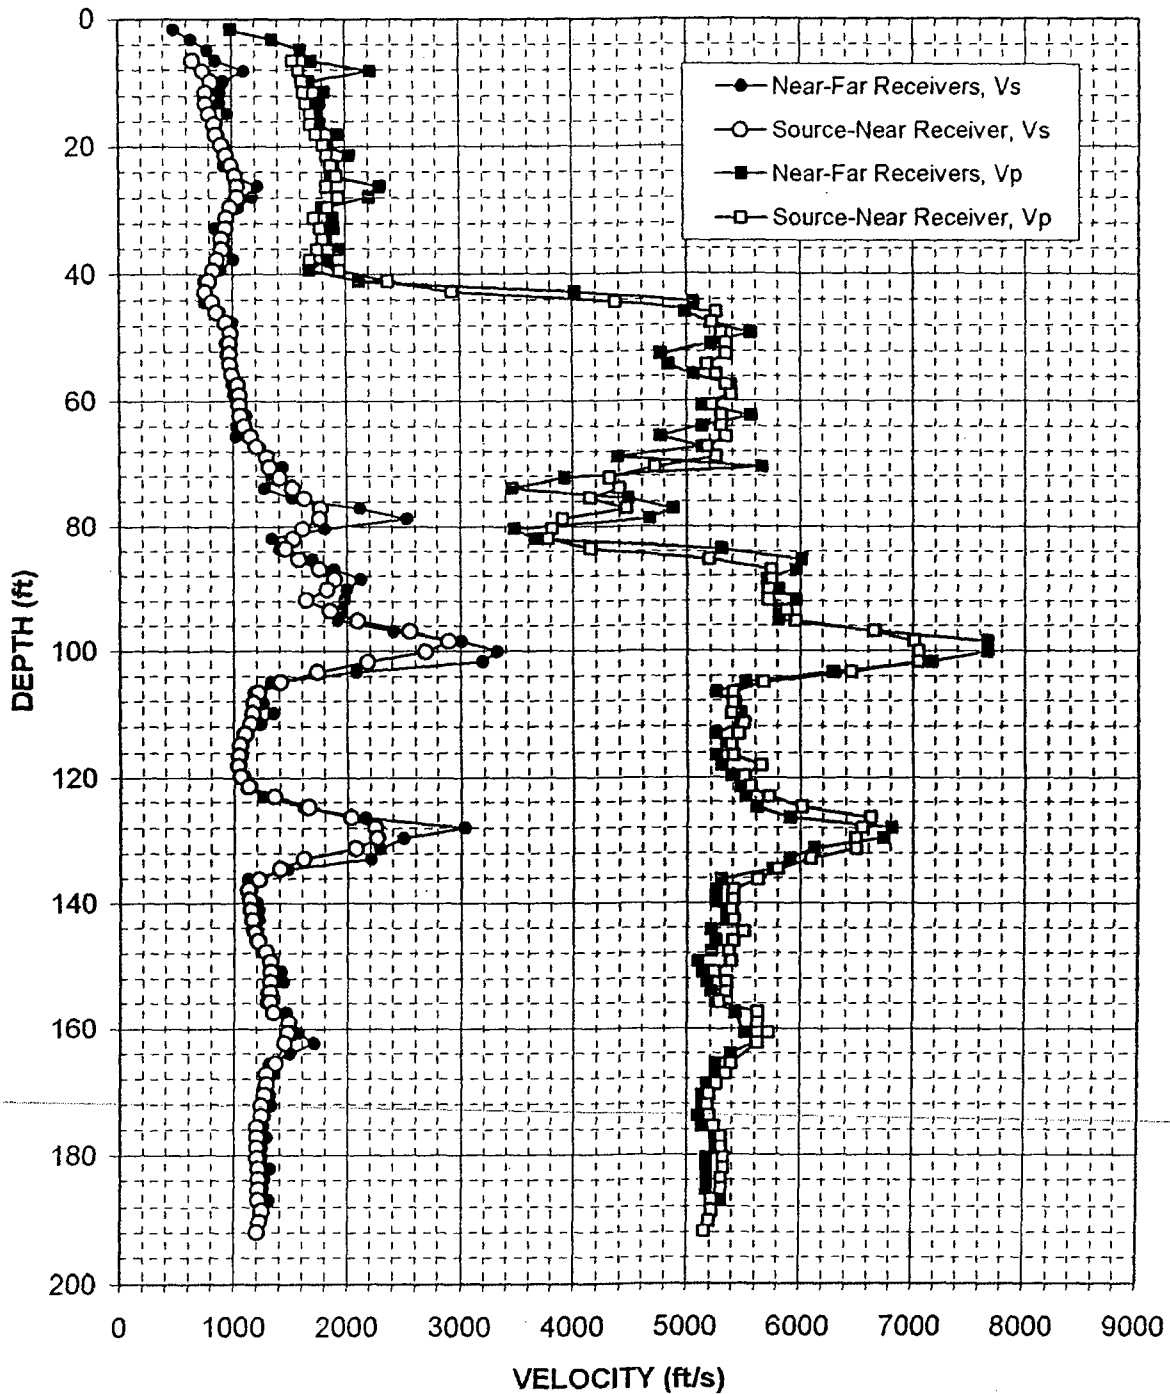 0
20
40
60
80
100
120
140
160
180
200
DEPTH (ft)
Near-Far Receivers, Vs
Source-Near Receiver, Vs
Near-Far Receivers, Vp
Source-Near Receiver, Vp
0 1000 2000 3000 4000 5000 6000 7000 8000 9000
VELOCITY (ft/s)